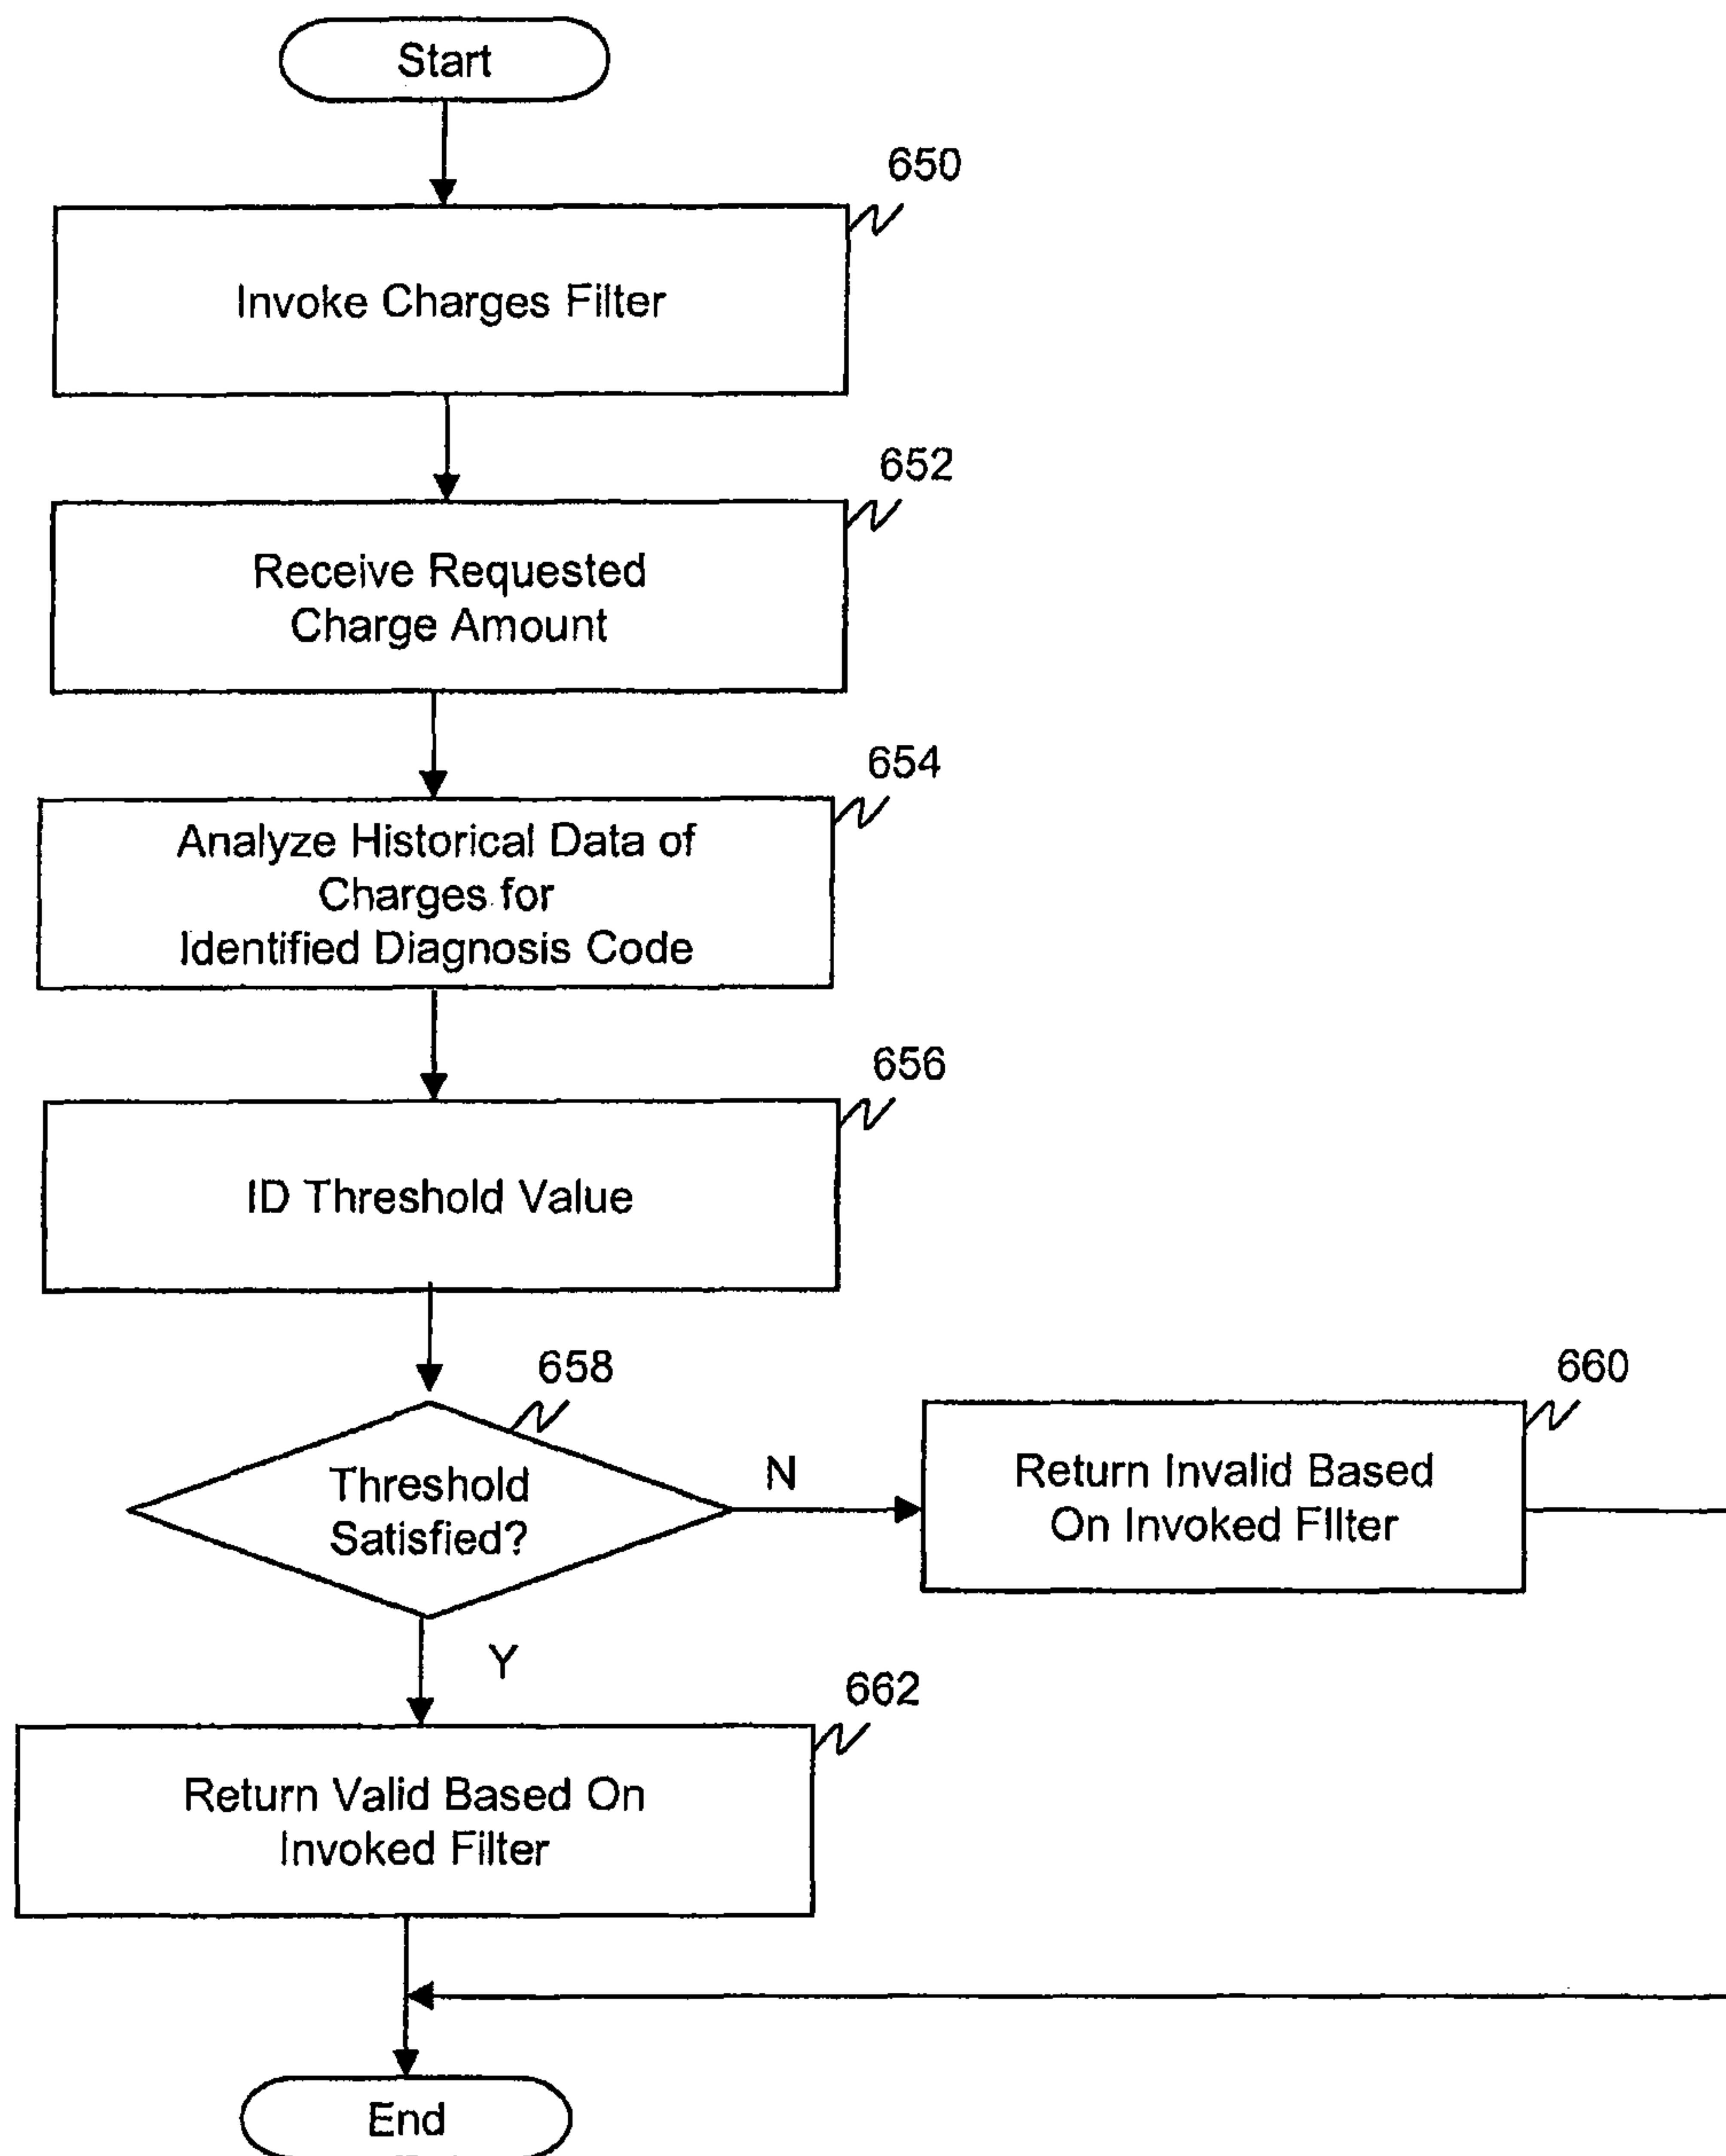 Start
650
Invoke Charges Filter
652
Receive Requested
Charge Amount
654
Analyze Historical Data of
Charges for
Identified Diagnosis Code
656
ID Threshold Value
658
Threshold
Satisfied?
N
660
Return Invalid Based
On Invoked FIlter
Y
662
Return Valid Based On
Invoked Filter
End